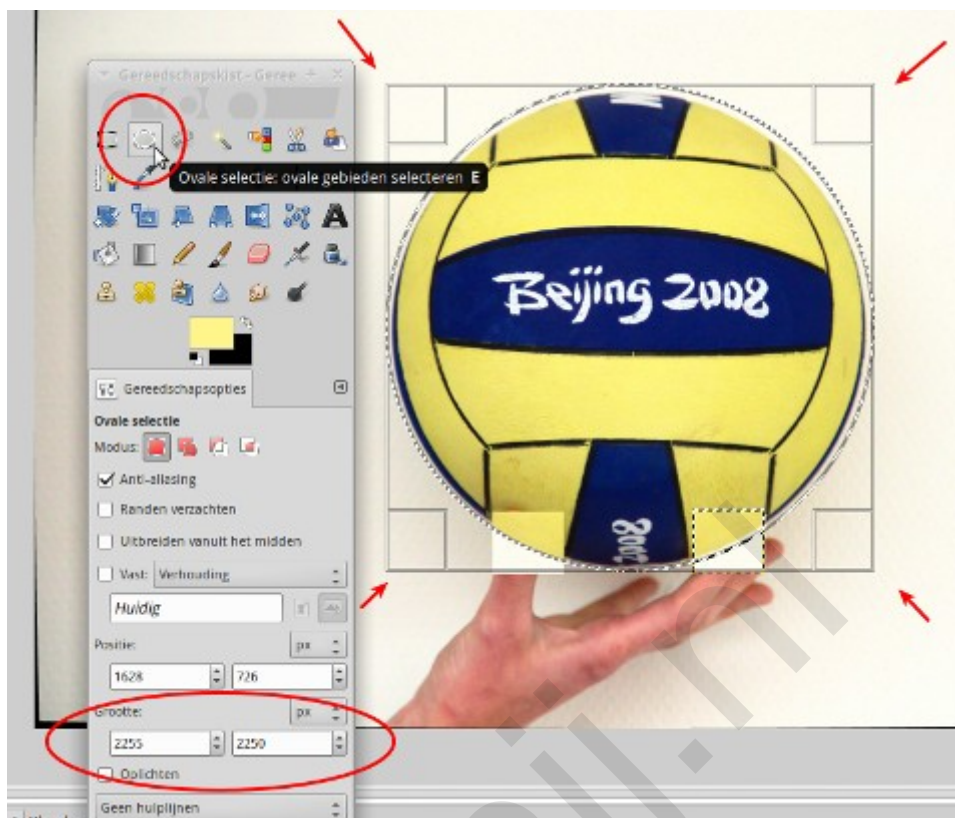 Gereedschapskist - Geree
Ovale selectie: ovale gebieden selecteren E
Gereedschapsopties
Ovale selectie
Modus:
Anti-aliasing
Randen verzachten
Uitbreiden vanuit het midden
Vast: Verhouding
Huidig
Positie: px
1628 726
Grootte: px
2255 2250
Oplichten
Geen hulplijnen
Beijing 2008
2008